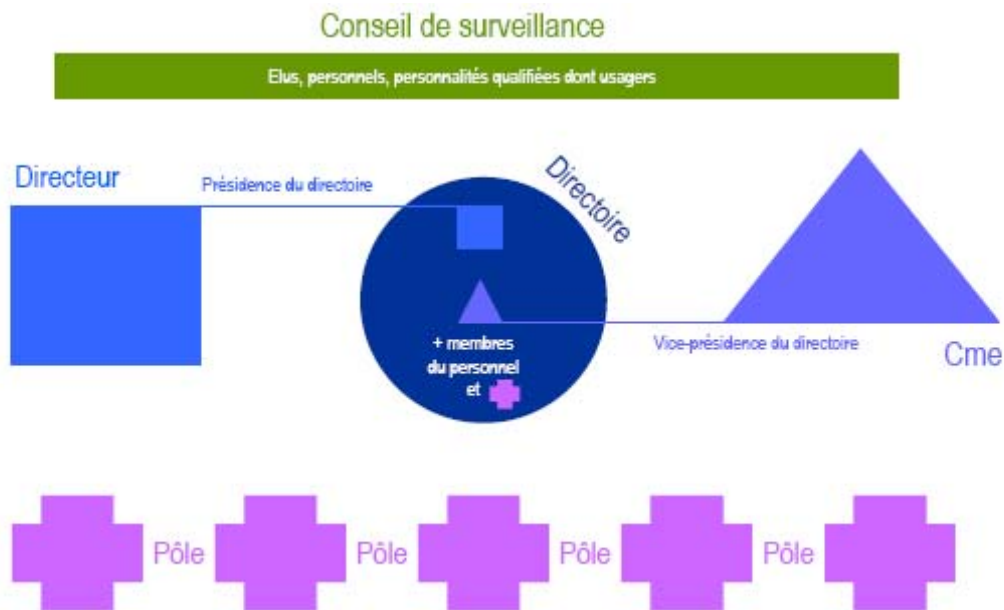 Conseil de surveillance
Elus, personnels, personnalités qualifiées dont usagers
Directeur
Présidence du directoire
Directoire
+ membres
du personnel
et
Vice-présidence du directoire
Cme
Pôle Pôle Pôle Pôle